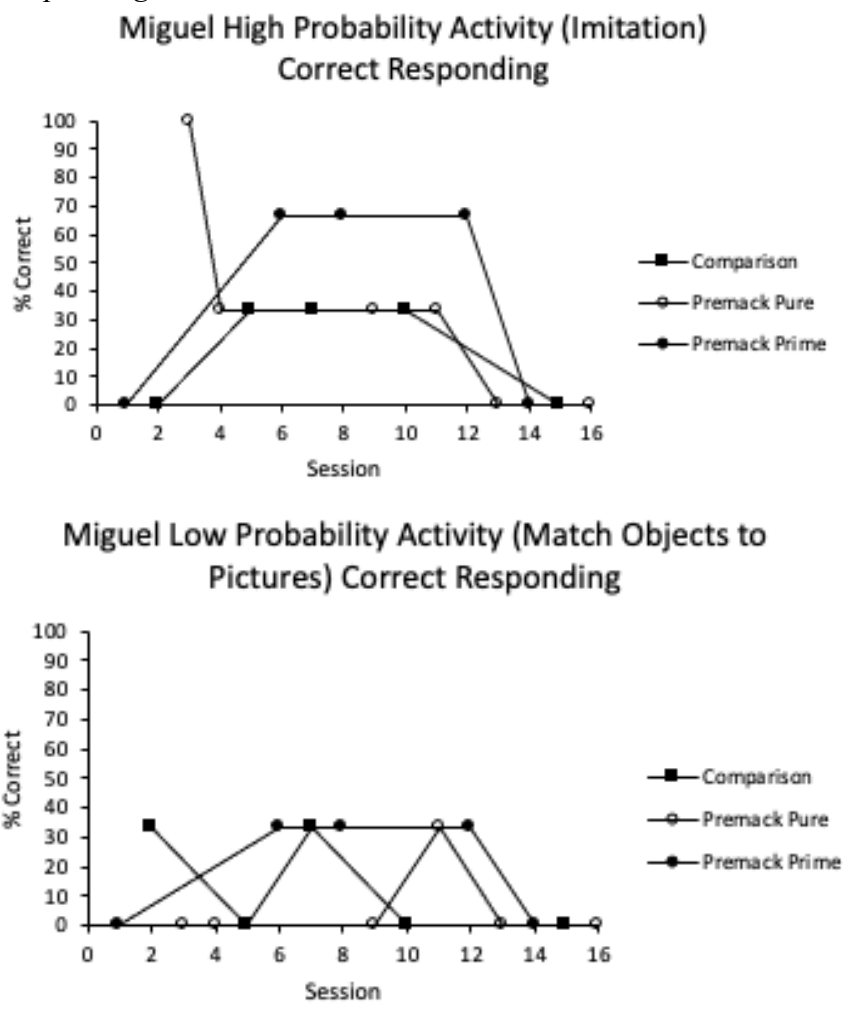 Miguel High Probability Activity (Imitation)
Correct Responding
100
90
80
70
60
50
40
30
20
10
0
% Correct
0 2 4 6 8 10 12 14 16
Session
Comparison
Premack Pure
Premack Prime
Miguel Low Probability Activity (Match Objects to
Pictures) Correct Responding
100
90
80
70
60
50
40
30
20
10
0
% Correct
0 2 4 6 8 10 12 14 16
Session
Comparison
Premack Pure
Premack Prime